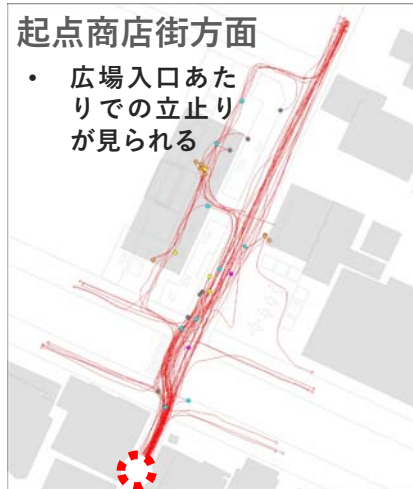 起点商店街方面
• 広場入口あた
りでの立止り
が見られる